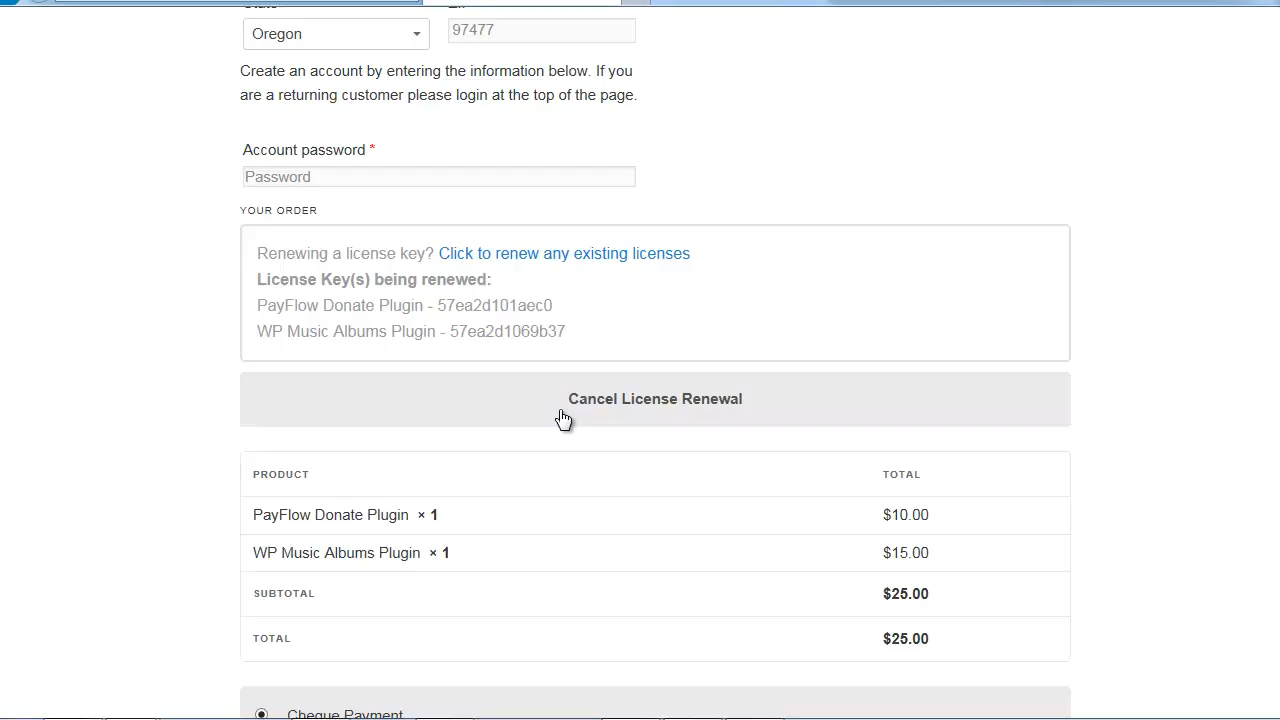 Oregon
97477
Create an account by entering the information below. If you
are a returning customer please login at the top of the page.
Account password *
Password
YOUR ORDER
Renewing a license key? Click to renew any existing licenses
License Key(s) being renewed:
PayFlow Donate Plugin - 57ea2d101aec0
WP Music Albums Plugin - 57ea2d1069b37
Cancel License Renewal
PRODUCT TOTAL
PayFlow Donate Plugin × 1 $10.00
WP Music Albums Plugin × 1 $15.00
SUBTOTAL $25.00
TOTAL $25.00
Cheque Payment